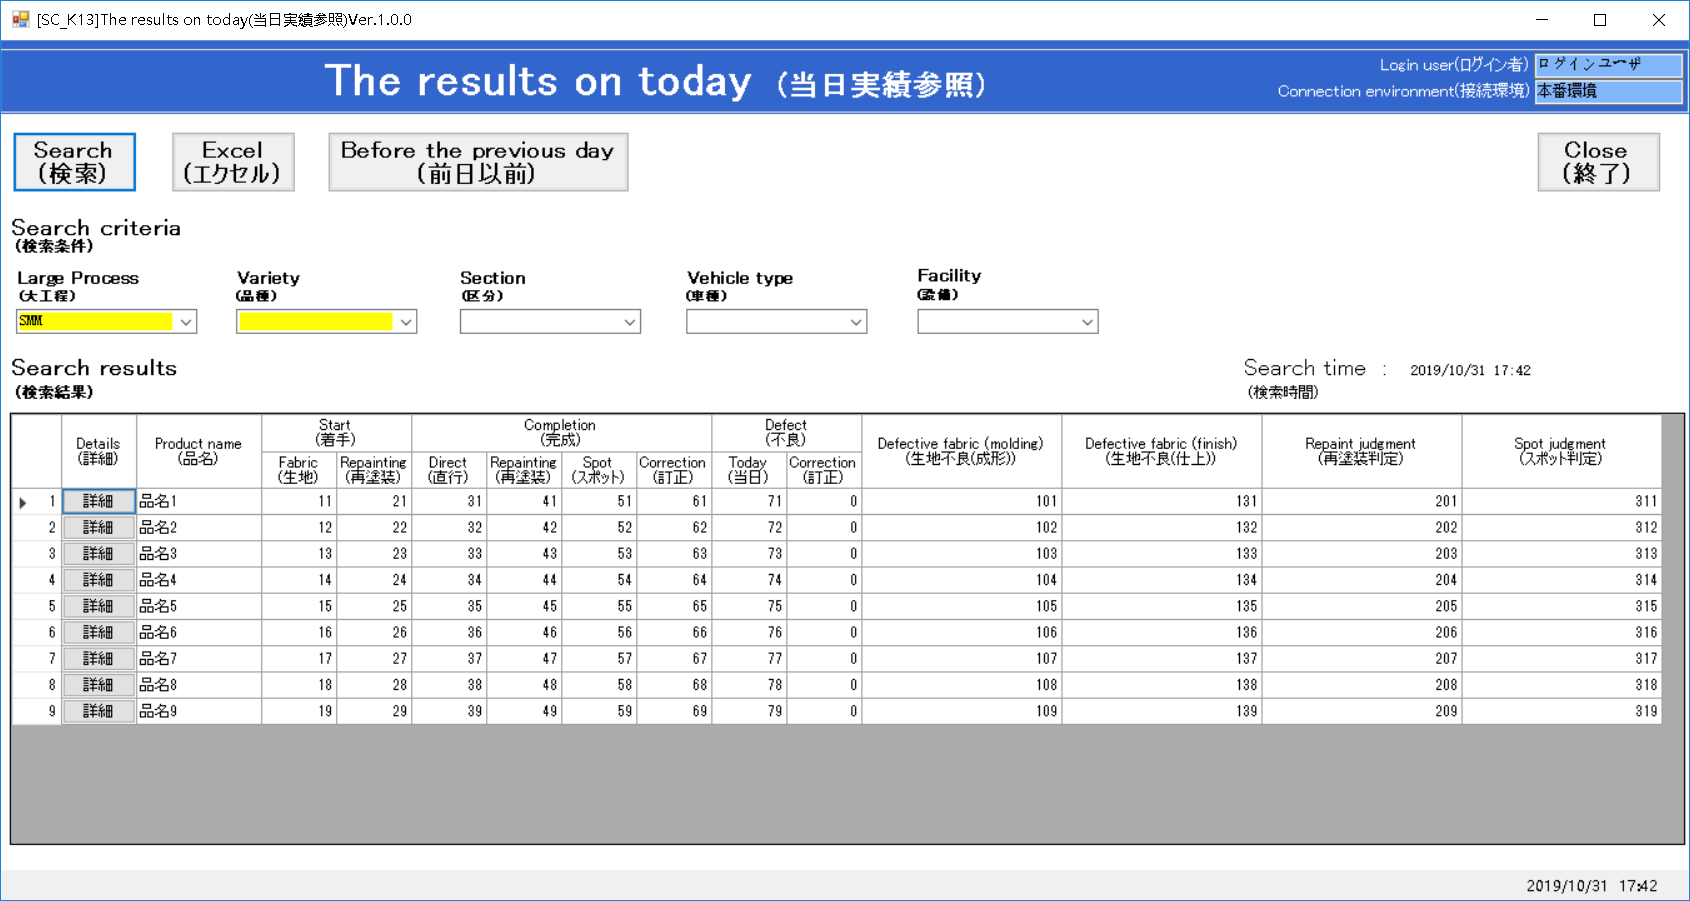 [SC_K13]The results on today(当日実績参照)Ver.1.0.0
The results on today (当日実績参照)
Login user(ログイン者) ログインユーザ
Connection environment(接続環境) 本番環境
Search
(検索)
Excel
(エクセル)
Before the previous day
(前日以前)
Close
(終了)
Search criteria
(検索条件)
Large Process
(大工程)
SMM
Variety
(品種)
Section
(区分)
Vehicle type
(車種)
Facility
(設備)
Search results
(検索結果)
Search time : 2019/10/31 17:42
(検索時間)
Details
(詳細)
Product name
(品名)
Start
(着手)
Completion
(完成)
Defect
(不良)
Fabric
(生地)
Repainting
(再塗装)
Direct
(直行)
Repainting
(再塗装)
Spot
(スポット)
Correction
(訂正)
Today
(当日)
Correction
(訂正)
Defective fabric (molding)
(生地不良(成形))
Defective fabric (finish)
(生地不良(仕上))
Repaint judgment
(再塗装判定)
Spot judgment
(スポット判定)
1 詳細 品名1 11 21 31 41 51 61 71 0 101 131 201 311
2 詳細 品名2 12 22 32 42 52 62 72 0 102 132 202 312
3 詳細 品名3 13 23 33 43 53 63 73 0 103 133 203 313
4 詳細 品名4 14 24 34 44 54 64 74 0 104 134 204 314
5 詳細 品名5 15 25 35 45 55 65 75 0 105 135 205 315
6 詳細 品名6 16 26 36 46 56 66 76 0 106 136 206 316
7 詳細 品名7 17 27 37 47 57 67 77 0 107 137 207 317
8 詳細 品名8 18 28 38 48 58 68 78 0 108 138 208 318
9 詳細 品名9 19 29 39 49 59 69 79 0 109 139 209 319
2019/10/31 17:42